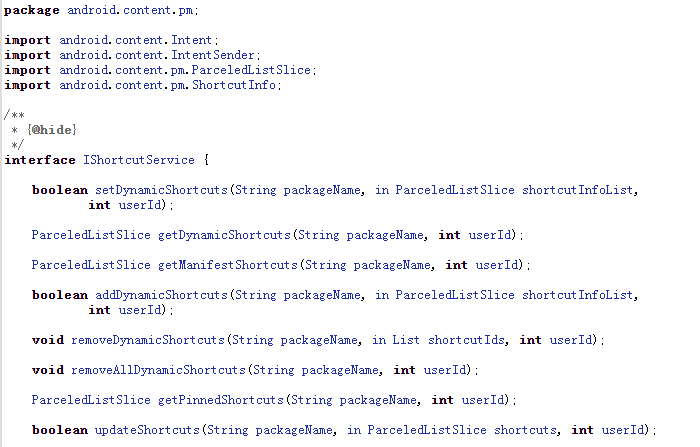 package android.content.pm;
import android.content.Intent;
import android.content.IntentSender;
import android.content.pm.ParceledListSlice;
import android.content.pm.ShortcutInfo;
/**
 * {@hide}
 */
interface IShortcutService {
    boolean setDynamicShortcuts(String packageName, in ParceledListSlice shortcutInfoList,
            int userId);
    ParceledListSlice getDynamicShortcuts(String packageName, int userId);
    ParceledListSlice getManifestShortcuts(String packageName, int userId);
    boolean addDynamicShortcuts(String packageName, in ParceledListSlice shortcutInfoList,
            int userId);
    void removeDynamicShortcuts(String packageName, in List shortcutIds, int userId);
    void removeAllDynamicShortcuts(String packageName, int userId);
    ParceledListSlice getPinnedShortcuts(String packageName, int userId);
    boolean updateShortcuts(String packageName, in ParceledListSlice shortcuts, int userId);